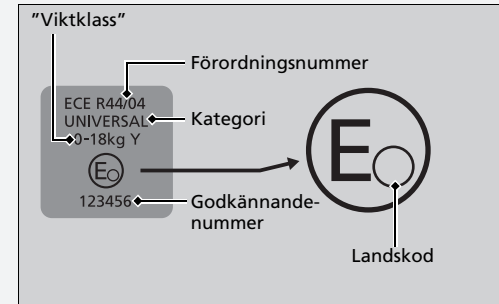 "Viktklass"
Förordningsnummer
ECE R44/04
UNIVERSAL
Kategori
0-18kg Y
E
E
123456
Godkännande-
nummer
Landskod